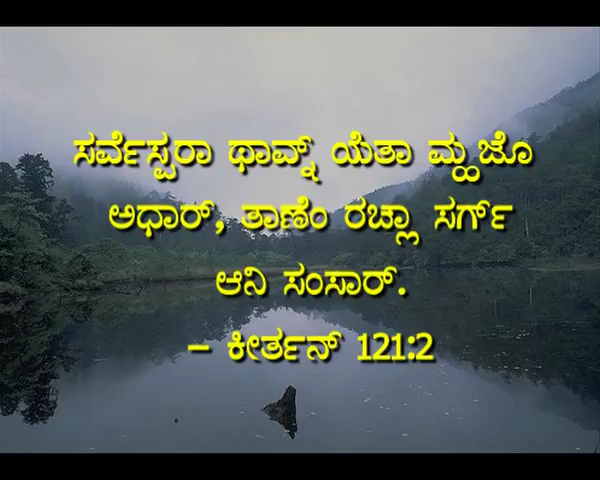 ಸರ್ವೆಸ್ಪರಾ ಥಾವ್ನ್ ಯೆತಾ ಮ್ಹಜೊ
ಅಧಾರ್, ತಾಣೆಂ ರಚ್ಲಾ ಸರ್ಗ್
ಆನಿ ಸಂಸಾರ್.
– ಕೀರ್ತನ್ 121:2